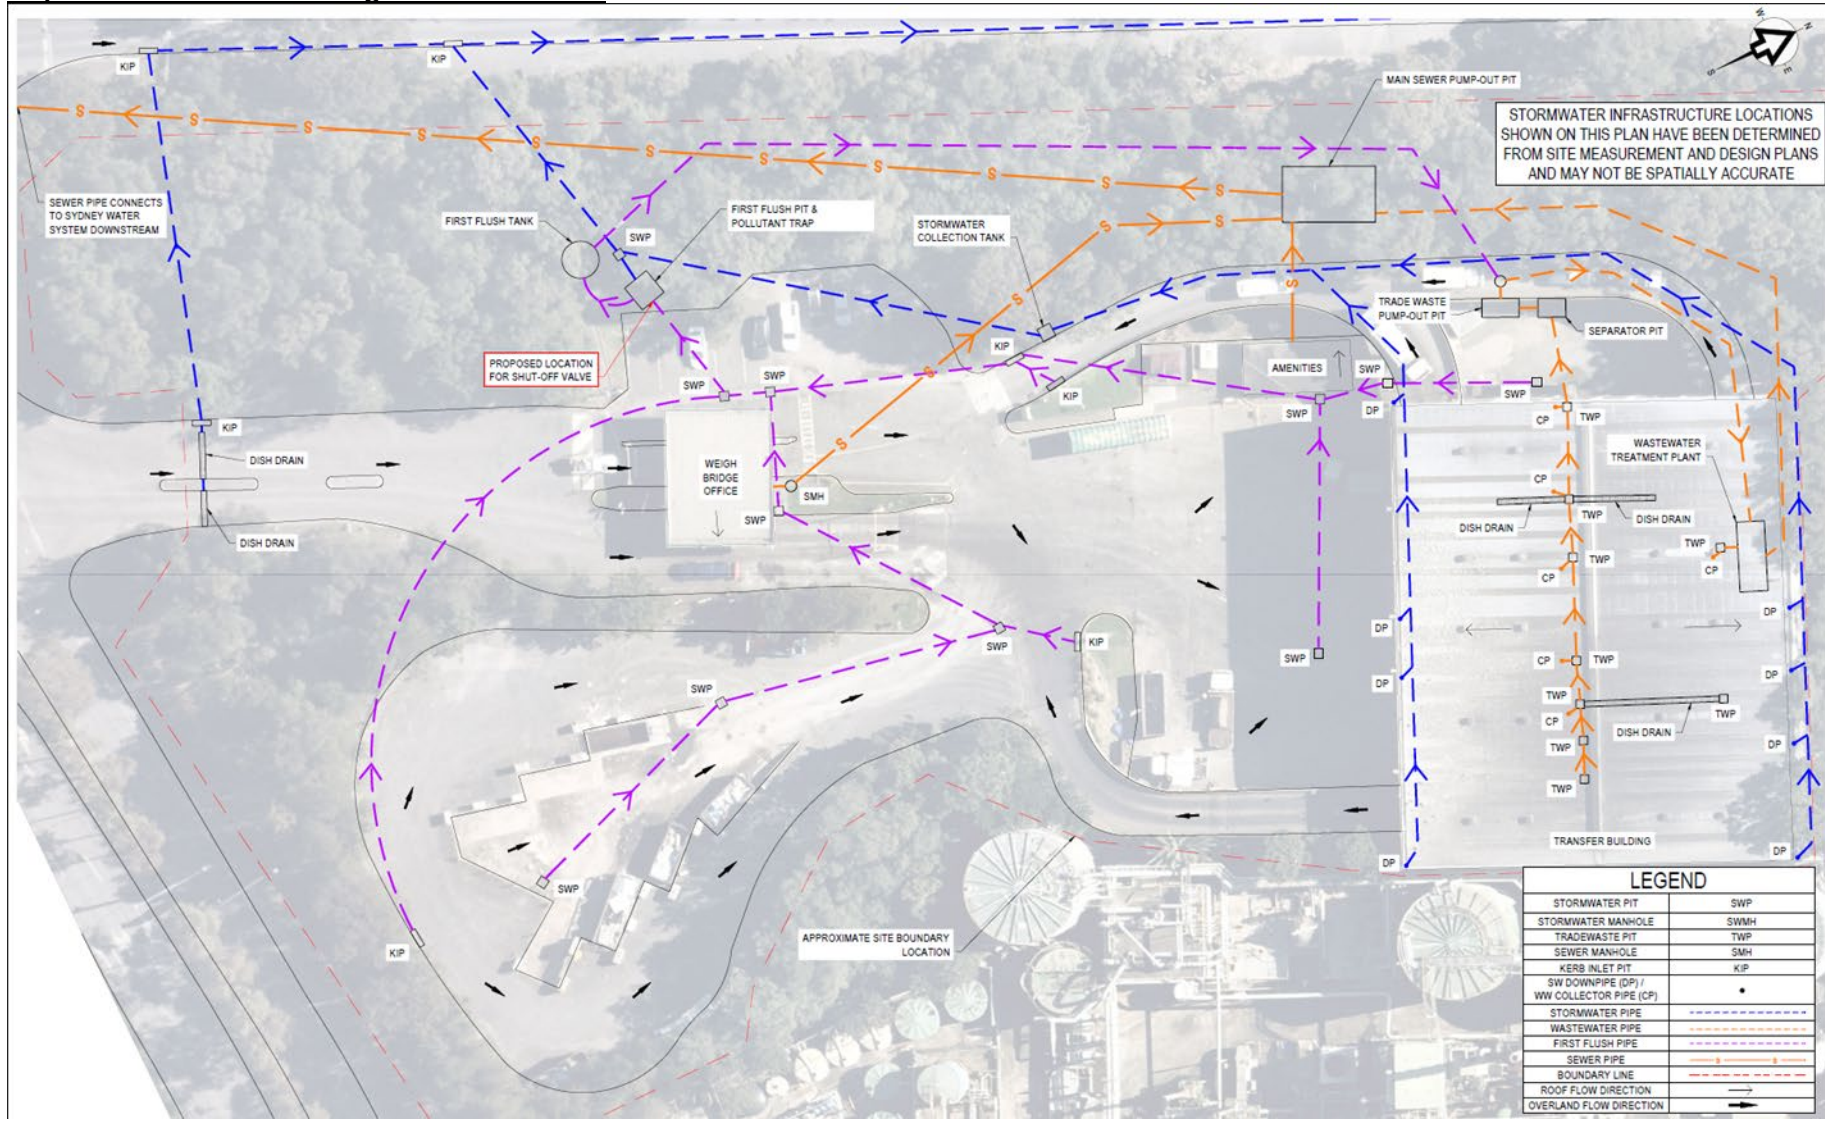 KIP
KIP
W
N
S
E
MAIN SEWER PUMP-OUT PIT
STORMWATER INFRASTRUCTURE LOCATIONS
SHOWN ON THIS PLAN HAVE BEEN DETERMINED
FROM SITE MEASUREMENT AND DESIGN PLANS
AND MAY NOT BE SPATIALLY ACCURATE
S S S S S S S S S S S
SEWER PIPE CONNECTS
TO SYDNEY WATER
SYSTEM DOWNSTREAM
FIRST FLUSH TANK
FIRST FLUSH PIT &
POLLUTANT TRAP
SWP
STORMWATER
COLLECTION TANK
S S S
S
S
S
S
S
TRADE WASTE
PUMP-OUT PIT
SEPARATOR PIT
PROPOSED LOCATION
FOR SHUT-OFF VALVE
KIP
AMENITIES
SWP
SWP
SWP
KIP
SWP
SWP
DP
CP
TWP
KIP
DISH DRAIN
WEIGH
BRIDGE
OFFICE
SMH
SWP
WASTEWATER
TREATMENT PLANT
CP
TWP
DISH DRAIN
DISH DRAIN
DISH DRAIN
TWP
CP
TWP
CP
DP
DP
SWP
KIP
SWP
CP
TWP
DP
DP
SWP
TWP
CP
TWP
DISH DRAIN
TWP
DP
TWP
SWP
TRANSFER BUILDING
DP
DP
KIP
APPROXIMATE SITE BOUNDARY
LOCATION
LEGEND
STORMWATER PIT SWP
STORMWATER MANHOLE SWMH
TRADEWASTE PIT TWP
SEWER MANHOLE SMH
KERB INLET PIT KIP
SW DOWNPIPE (DP) /
WW COLLECTOR PIPE (CP)
STORMWATER PIPE
WASTEWATER PIPE
FIRST FLUSH PIPE
SEWER PIPE S S
BOUNDARY LINE
ROOF FLOW DIRECTION
OVERLAND FLOW DIRECTION